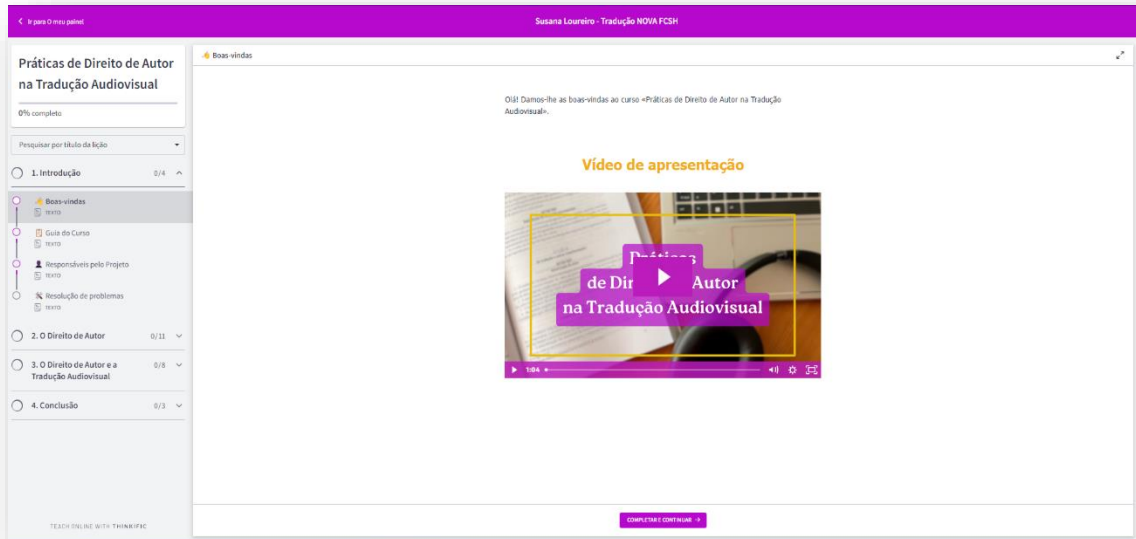 Ir para O meu painel
Susana Loureiro - Tradução NOVA FCSH
Práticas de Direito de Autor
na Tradução Audiovisual
0% completo
Pesquisar por título da lição
1. Introdução 0/4
Boas-vindas
TEXTO
Guia do Curso
TEXTO
Responsáveis pelo Projeto
TEXTO
Resolução de problemas
TEXTO
2. O Direito de Autor 0/11
3. O Direito de Autor e a
Tradução Audiovisual 0/8
4. Conclusão 0/3
TEACH ONLINE WITH THINKIFIC
Boas-vindas
Olá! Damos-lhe as boas-vindas ao curso «Práticas de Direito de Autor na Tradução
Audiovisual».
Vídeo de apresentação
Práticas
de Dir Autor
na Tradução Audiovisual
1:04
COMPLETAR E CONTINUAR →